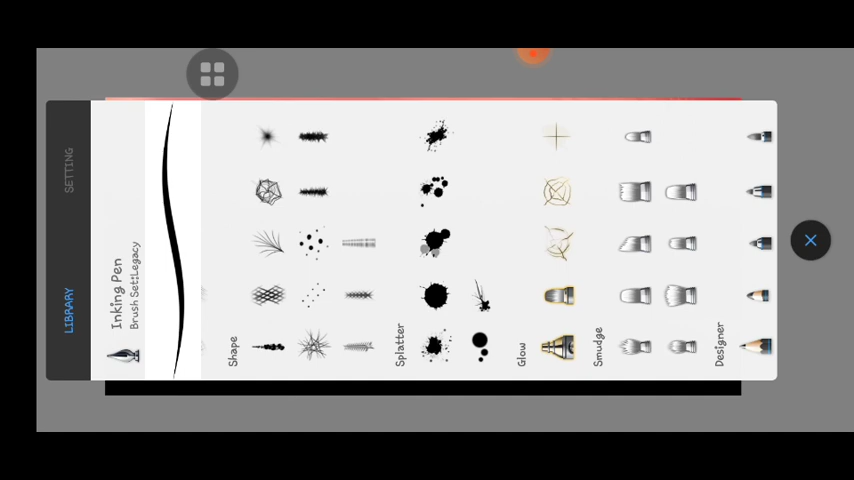 LIBRARY
SETTING
Inking Pen
Brush Set:Legacy
Shape
Splatter
Glow
Smudge
Designer